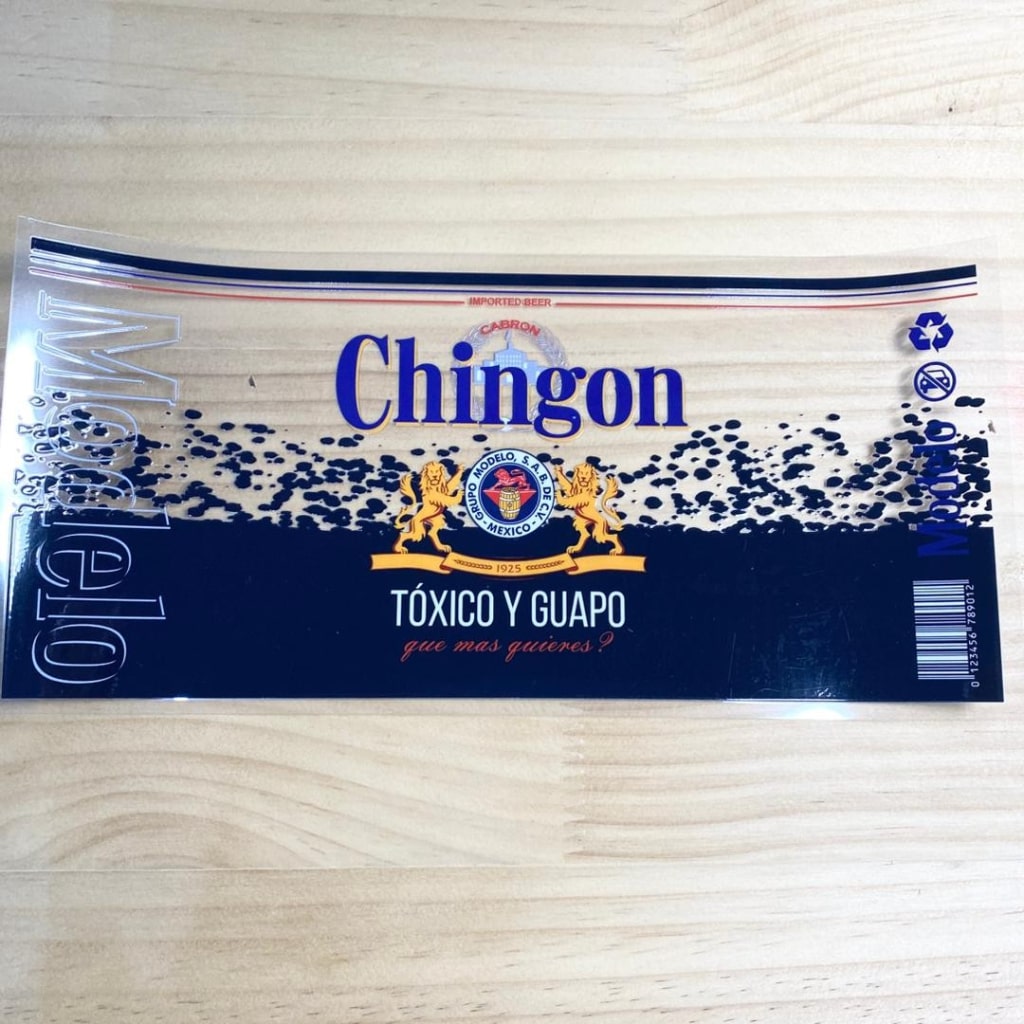 IMPORTED BEER
CABRON
Chingon
GRUPO MODELO, S.A.B. DE C.V.
- MEXICO -
1925
TÓXICO Y GUAPO
que mas quieres?
Modelo
Modelo
0 123456 789012